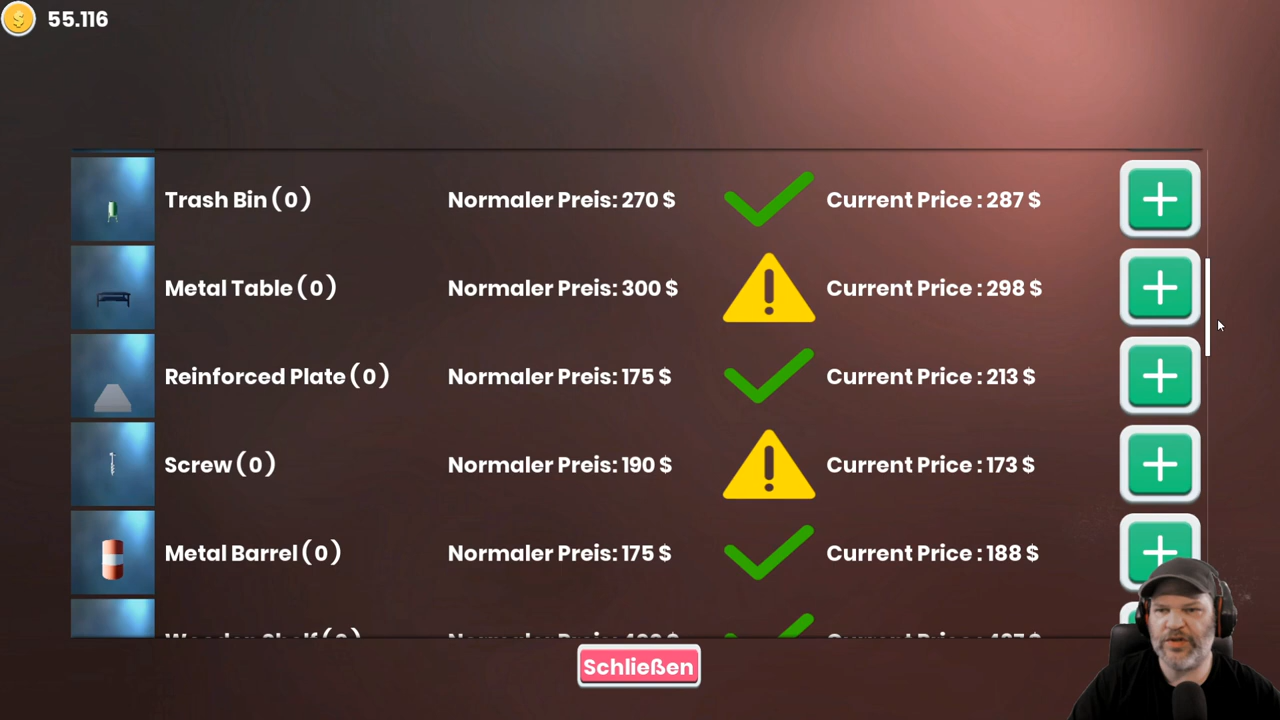 55.116
Trash Bin (0) Normaler Preis: 270 $ Current Price : 287 $
Metal Table (0) Normaler Preis: 300 $ Current Price : 298 $
Reinforced Plate (0) Normaler Preis: 175 $ Current Price : 213 $
Screw (0) Normaler Preis: 190 $ Current Price : 173 $
Metal Barrel (0) Normaler Preis: 175 $ Current Price : 188 $
Schließen